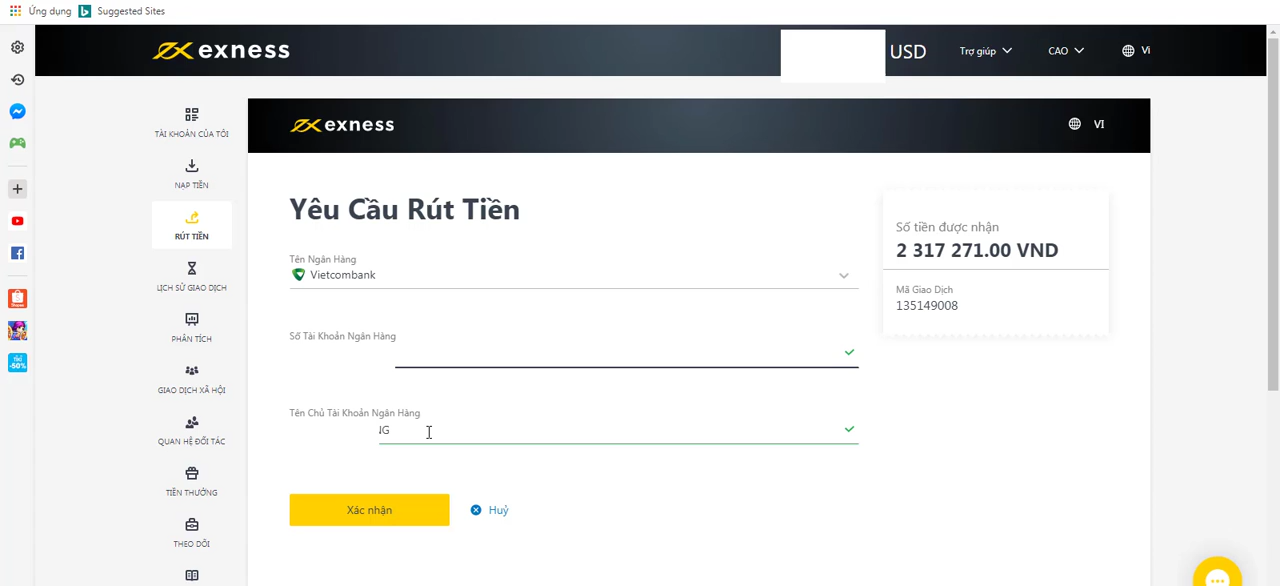 Ứng dụng
Suggested Sites
exness
USD
Trợ giúp
CAO
Vi
TÀI KHOẢN CỦA TÔI
NẠP TIỀN
RÚT TIỀN
LỊCH SỬ GIAO DỊCH
PHÂN TÍCH
GIAO DỊCH XÃ HỘI
QUAN HỆ ĐỐI TÁC
TIỀN THƯỞNG
THEO DÕI
exness
VI
Yêu Cầu Rút Tiền
Tên Ngân Hàng
Vietcombank
Số Tài Khoản Ngân Hàng
Tên Chủ Tài Khoản Ngân Hàng
NG
Xác nhận
Huỷ
Số tiền được nhận
2 317 271.00 VND
Mã Giao Dịch
135149008
-50%